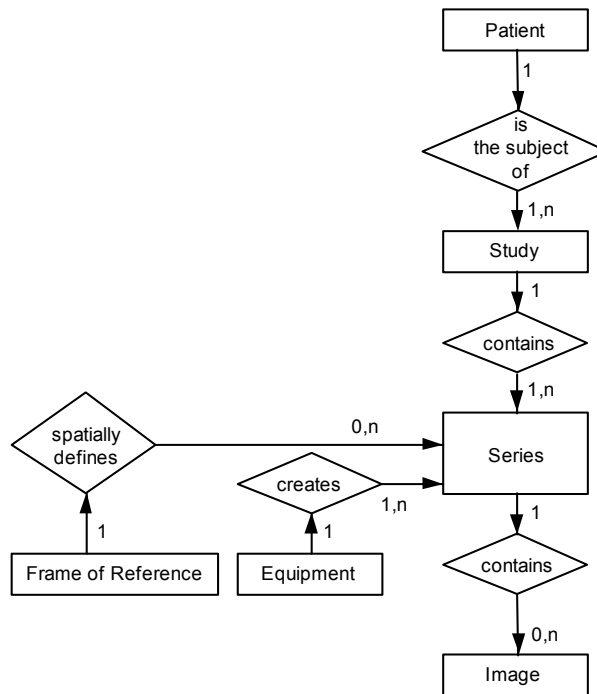 Patient
1
is
the subject
of
1,n
Study
1
contains
1,n
spatially
defines
0,n
Series
creates
1,n
1
1
1
Frame of Reference
Equipment
contains
0,n
Image